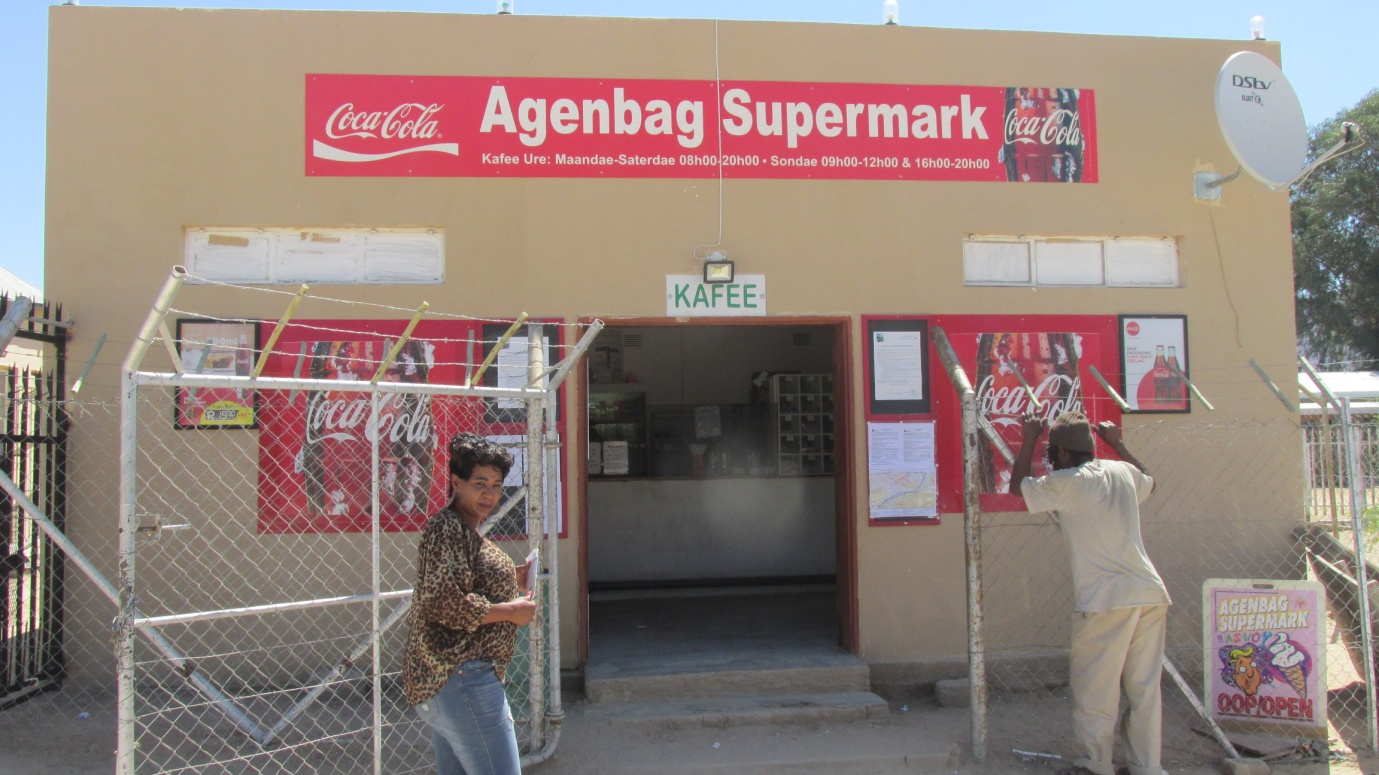 Coca-Cola
Agenbag Supermark
Kafee Ure: Maandae-Saterdae 08h00-20h00 • Sondae 09h00-12h00 & 16h00-20h00
Coca-Cola
DStv
KAFEE
Coca-Cola
Coca-Cola
AGENBAG
SUPERMARK
OOP/OPEN